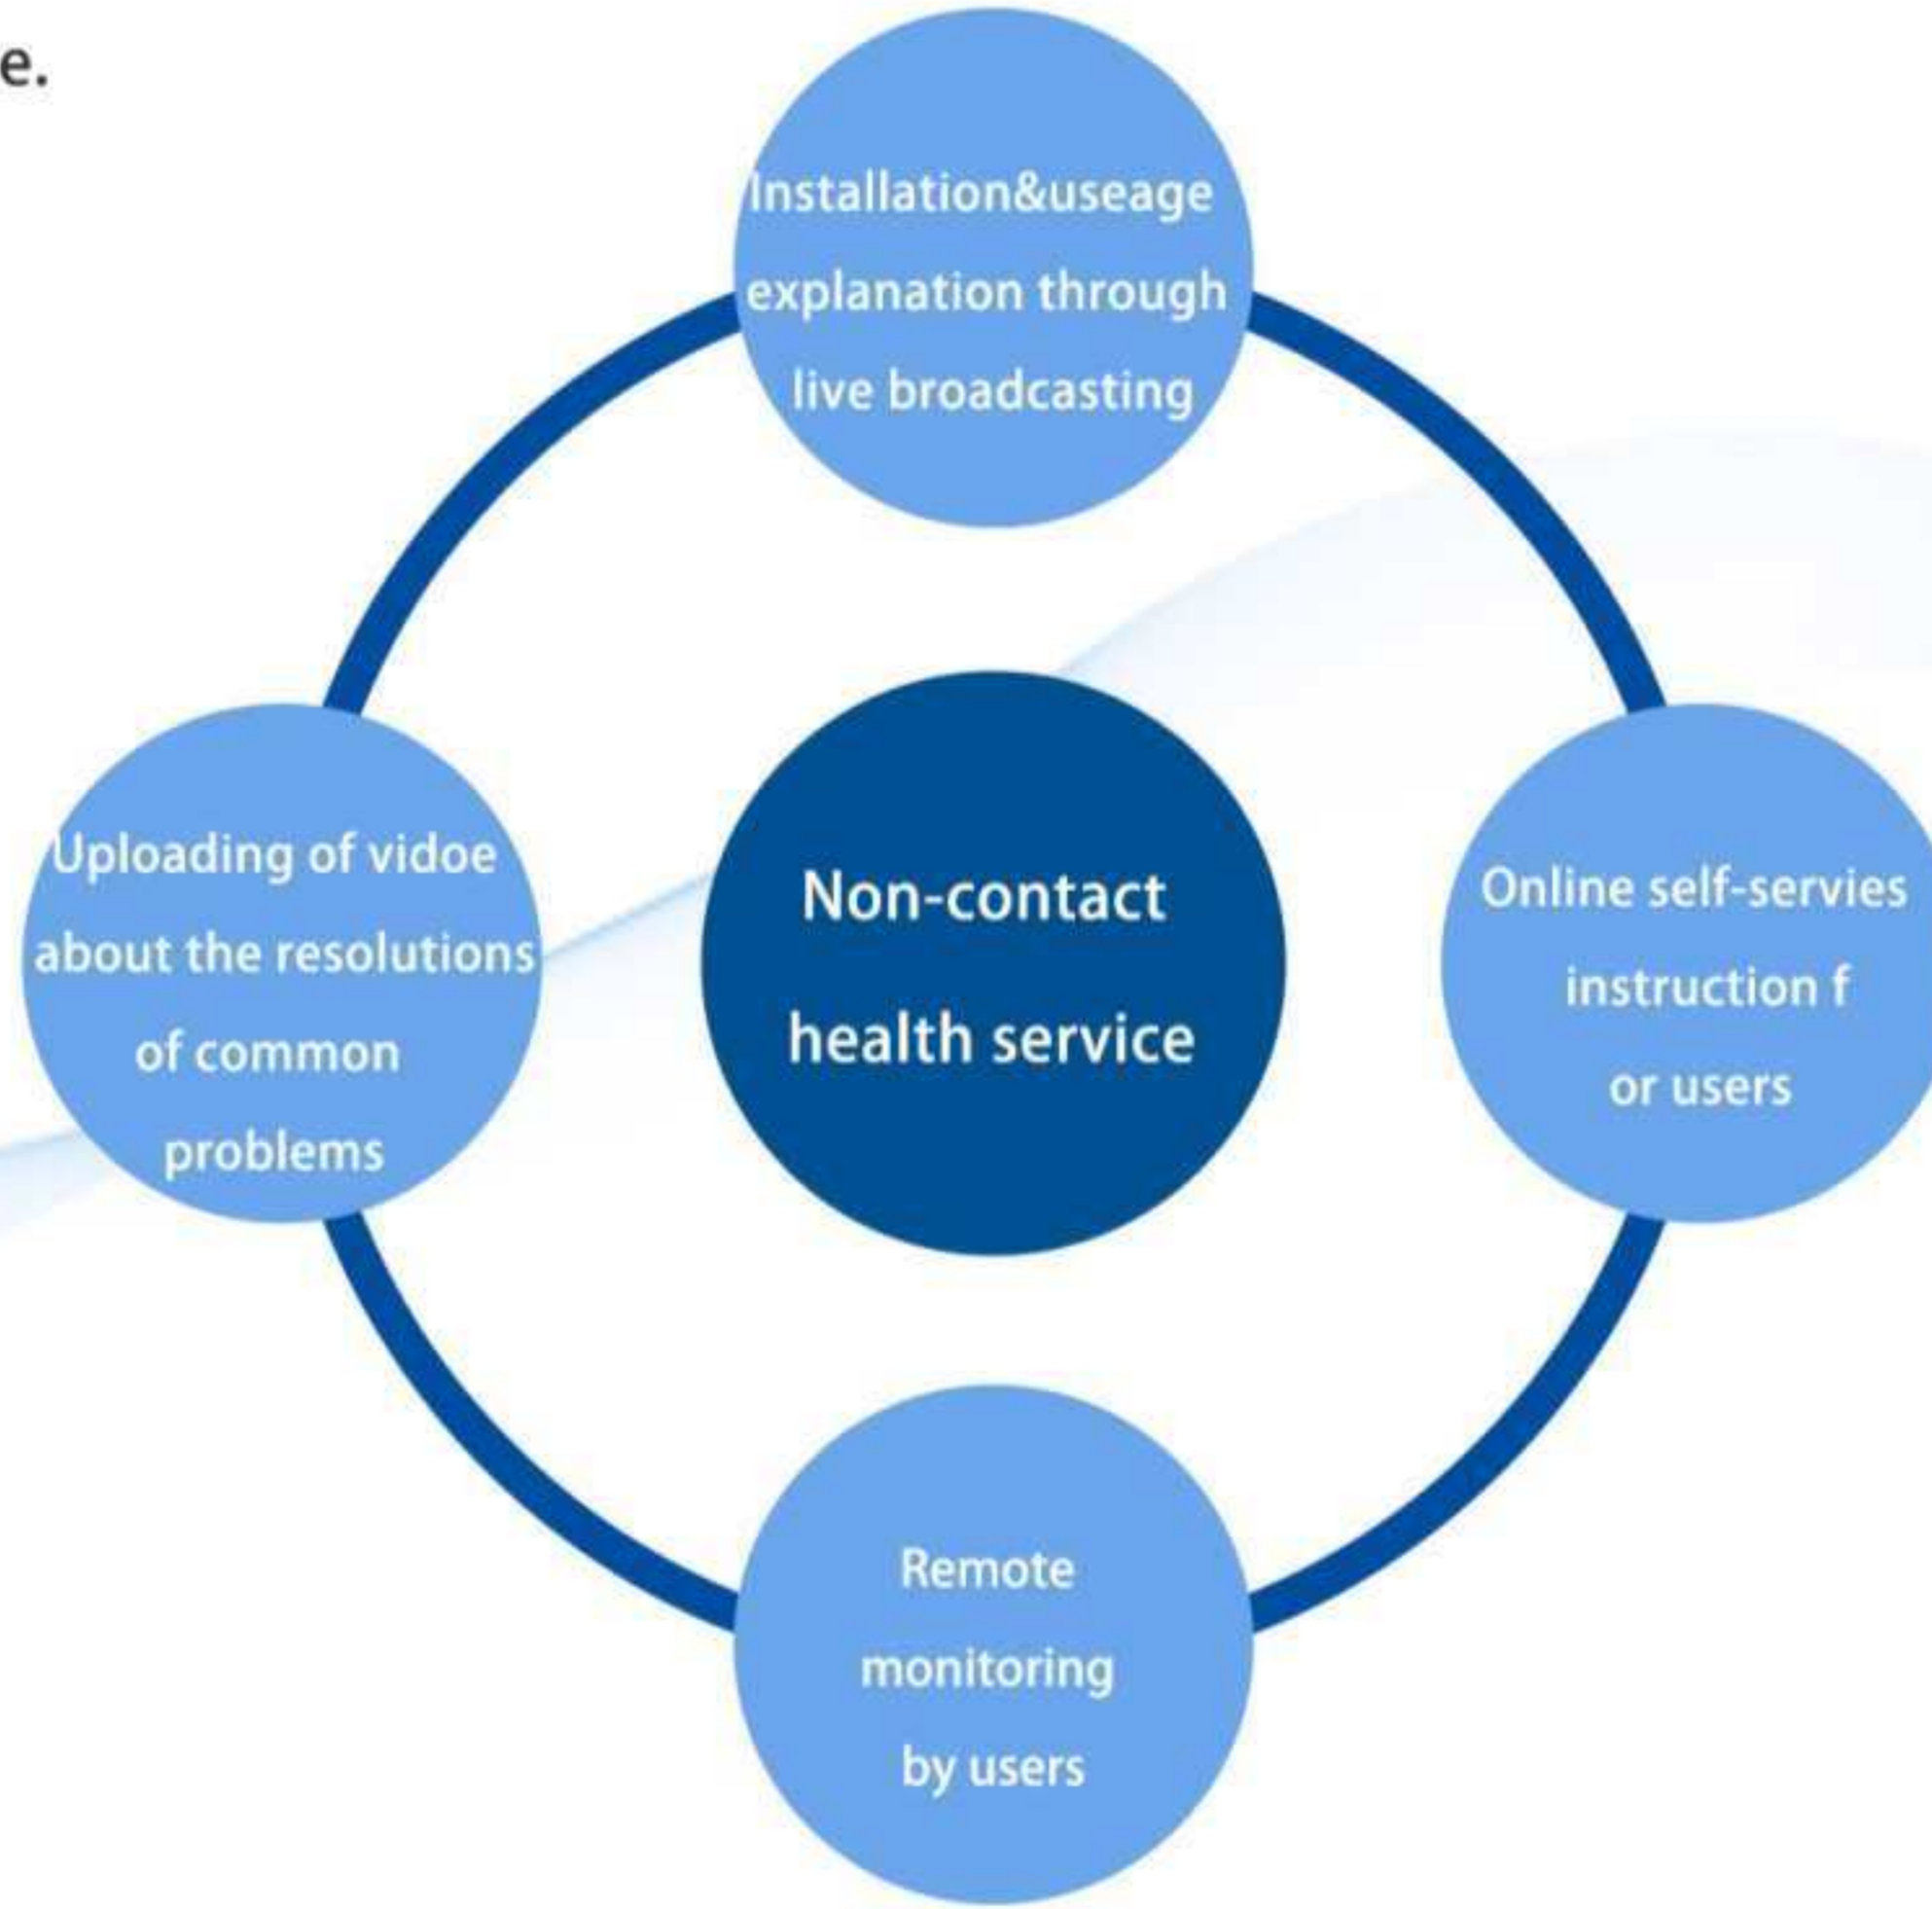 e.
Installation&useage
explanation through
live broadcasting
Uploading of vidoe
about the resolutions
of common
problems
Non-contact
health service
Online self-servies
instruction f
or users
Remote
monitoring
by users